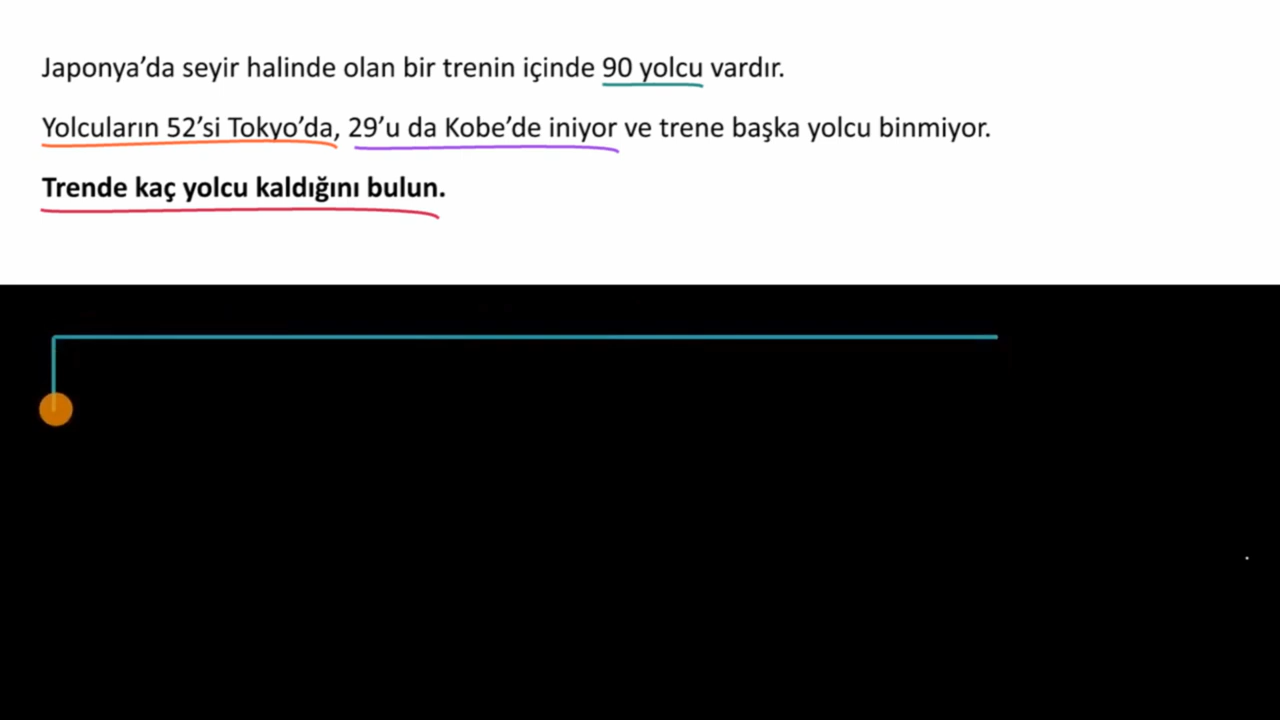 Japonya’da seyir halinde olan bir trenin içinde 90 yolcu vardır.
Yolcuların 52’si Tokyo’da, 29’u da Kobe’de iniyor ve trene başka yolcu binmiyor.
Trende kaç yolcu kaldığını bulun.